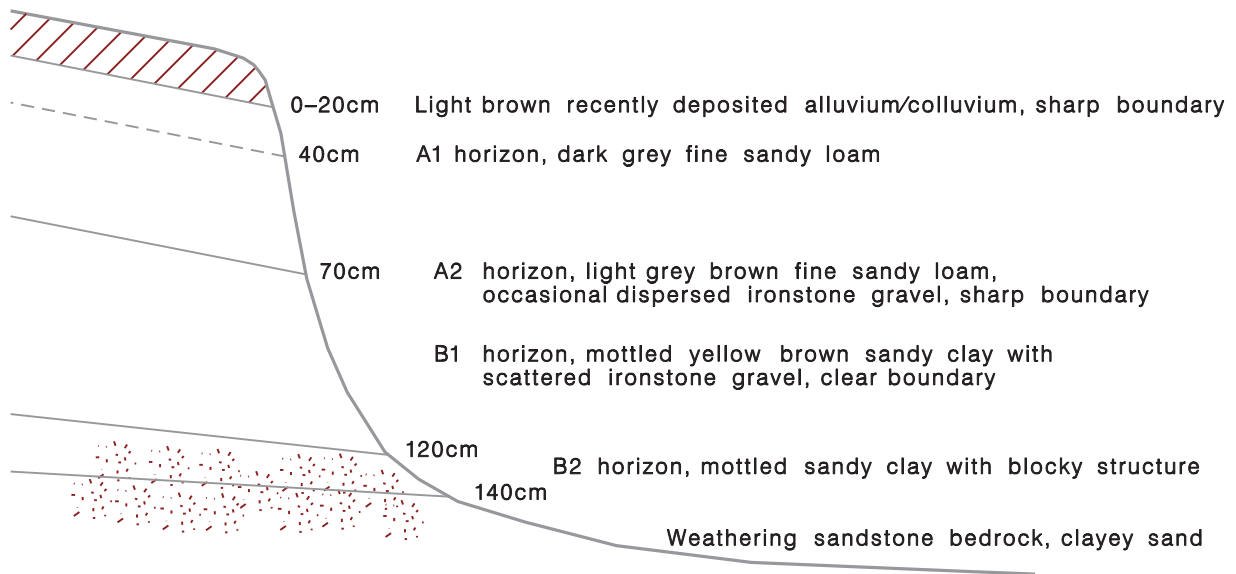 0–20cm Light brown recently deposited alluvium/colluvium, sharp boundary
40cm A1 horizon, dark grey fine sandy loam
70cm A2 horizon, light grey brown fine sandy loam,
occasional dispersed ironstone gravel, sharp boundary
B1 horizon, mottled yellow brown sandy clay with
scattered ironstone gravel, clear boundary
120cm
B2 horizon, mottled sandy clay with blocky structure
140cm
Weathering sandstone bedrock, clayey sand